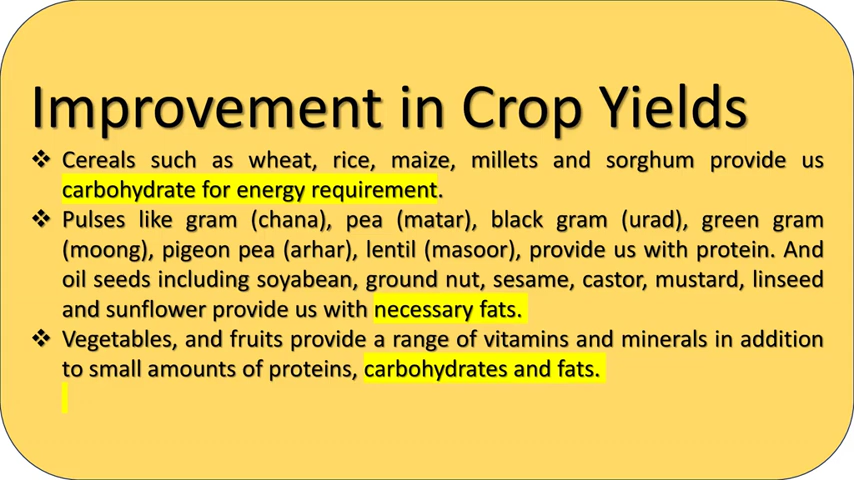 Improvement in Crop Yields
❖ Cereals such as wheat, rice, maize, millets and sorghum provide us
carbohydrate for energy requirement.
❖ Pulses like gram (chana), pea (matar), black gram (urad), green gram
(moong), pigeon pea (arhar), lentil (masoor), provide us with protein. And
oil seeds including soyabean, ground nut, sesame, castor, mustard, linseed
and sunflower provide us with necessary fats.
❖ Vegetables, and fruits provide a range of vitamins and minerals in addition
to small amounts of proteins, carbohydrates and fats.